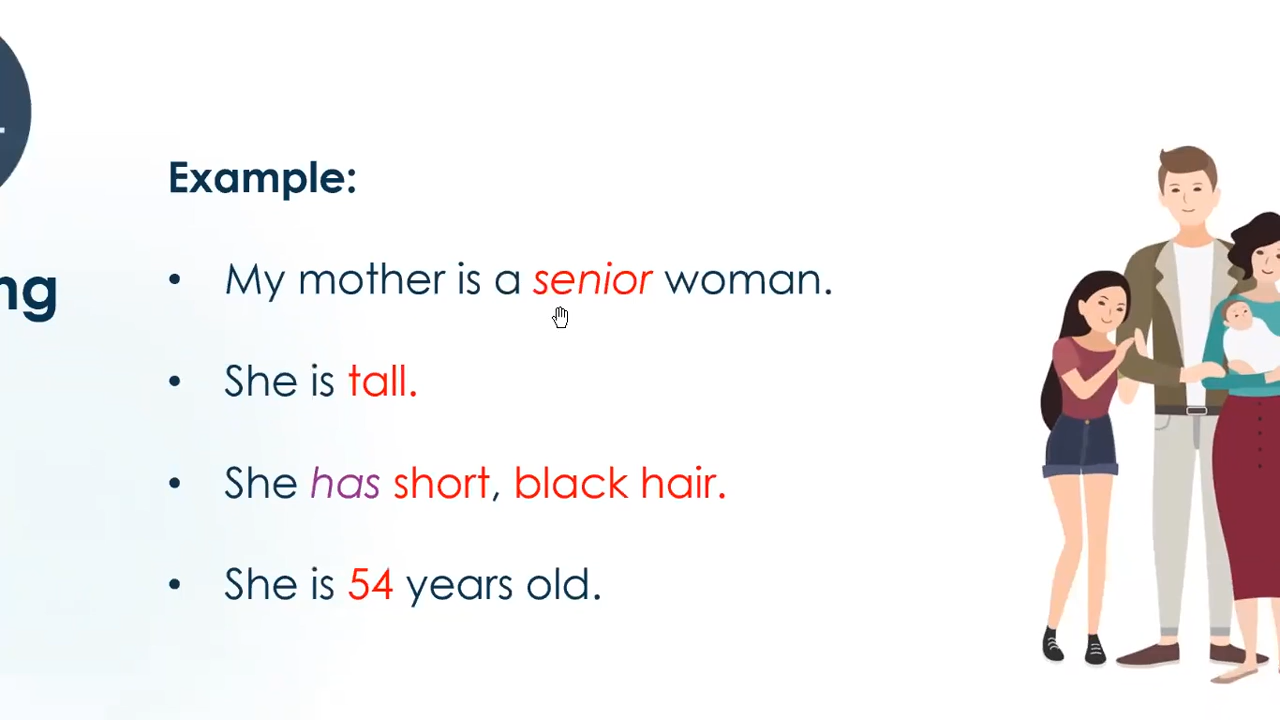 Example:
• My mother is a senior woman.
ng
• She is tall.
• She has short, black hair.
• She is 54 years old.